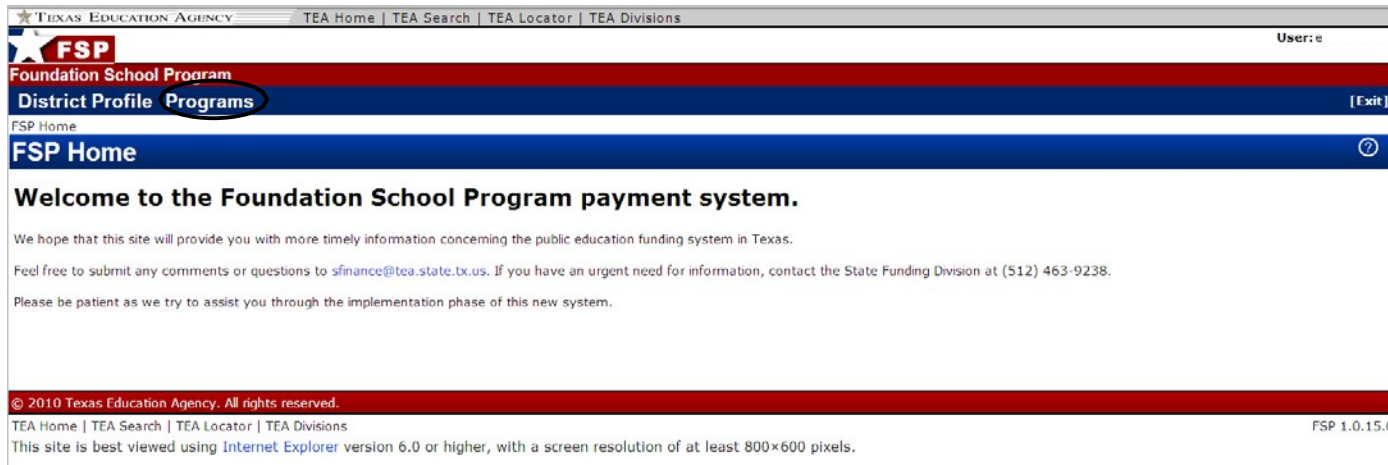 TEXAS EDUCATION AGENCY TEA Home | TEA Search | TEA Locator | TEA Divisions
User: e
FSP
Foundation School Program
District Profile Programs [Exit]
FSP Home
FSP Home ?
Welcome to the Foundation School Program payment system.
We hope that this site will provide you with more timely information concerning the public education funding system in Texas.
Feel free to submit any comments or questions to sfinance@tea.state.tx.us. If you have an urgent need for information, contact the State Funding Division at (512) 463-9238.
Please be patient as we try to assist you through the implementation phase of this new system.
© 2010 Texas Education Agency. All rights reserved.
TEA Home | TEA Search | TEA Locator | TEA Divisions FSP 1.0.15.0
This site is best viewed using Internet Explorer version 6.0 or higher, with a screen resolution of at least 800×600 pixels.